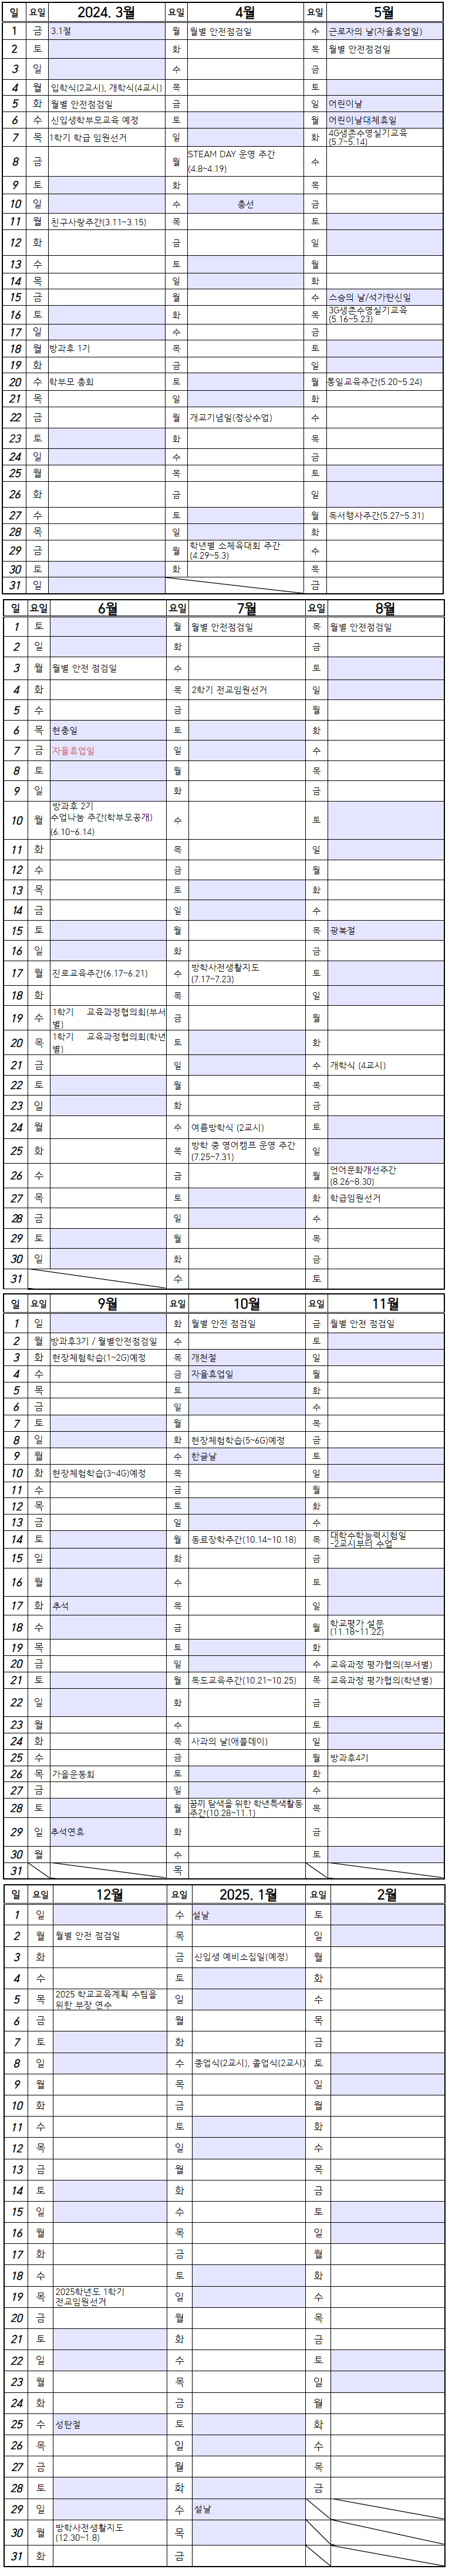 일 요일 2024. 3월 요일 4월 요일 5월
1 금 3.1절 월 월별 안전점검일 수 근로자의 날(자율휴업일)
2 토 화 목 월별 안전점검일
3 일 수 금
4 월 입학식(2교시), 개학식(4교시) 목 토
5 화 월별 안전점검일 금 일 어린이날
6 수 신입생학부모교육 예정 토 월 어린이날대체휴일
7 목 1학기 학급 임원선거 일 화 4G생존수영실기교육
(5.7~5.14)
8 금 월 STEAM DAY 운영 주간
(4.8~4.19) 수
9 토 화 목
10 일 수 총선 금
11 월 친구사랑주간(3.11~3.15) 목 토
12 화 금 일
13 수 토 월
14 목 일 화
15 금 월 수 스승의 날/석가탄신일
16 토 화 목 3G생존수영실기교육
(5.16~5.23)
17 일 수 금
18 월 방과후 1기 목 토
19 화 금 일
20 수 학부모 총회 토 월 통일교육주간(5.20~5.24)
21 목 일 화
22 금 월 개교기념일(정상수업) 수
23 토 화 목
24 일 수 금
25 월 목 토
26 화 금 일
27 수 토 월 독서행사주간(5.27~5.31)
28 목 일 화
29 금 월 학년별 소체육대회 주간
(4.29~5.3) 수
30 토 화 목
31 일 금
일 요일 6월 요일 7월 요일 8월
1 토 월 월별 안전점검일 목 월별 안전점검일
2 일 화 금
3 월 월별 안전 점검일 수 토
4 화 목 2학기 전교임원선거 일
5 수 금 월
6 목 현충일 토 화
7 금 자율휴업일 일 수
8 토 월 목
9 일 화 금
10 월 방과후 2기
수업나눔 주간(학부모공개)
(6.10~6.14) 수 토
11 화 목 일
12 수 금 월
13 목 토 화
14 금 일 수
15 토 월 목 광복절
16 일 화 금
17 월 진로교육주간(6.17~6.21) 수 방학사전생활지도
(7.17~7.23) 토
18 화 목 일
19 수 1학기 교육과정협의회(부서
별) 금 월
20 목 1학기 교육과정협의회(학년
별) 토 화
21 금 일 수 개학식 (4교시)
22 토 월 목
23 일 화 금
24 월 수 여름방학식 (2교시) 토
25 화 목 방학 중 영어캠프 운영 주간
(7.25~7.31) 일
26 수 금 월 언어문화개선주간
(8.26~8.30)
27 목 토 화 학급임원선거
28 금 일 수
29 토 월 목
30 일 화 금
31 수 토
일 요일 9월 요일 10월 요일 11월
1 일 화 월별 안전 점검일 금 월별 안전 점검일
2 월 방과후3기 / 월별안전점검일 수 토
3 화 현장체험학습(1~2G)예정 목 개천절 일
4 수 금 자율휴업일 월
5 목 토 화
6 금 일 수
7 토 월 목
8 일 화 현장체험학습(5~6G)예정 금
9 월 수 한글날 토
10 화 현장체험학습(3~4G)예정 목 일
11 수 금 월
12 목 토 화
13 금 일 수
14 토 월 동료장학주간(10.14~10.18) 목 대학수학능력시험일
-2교시부터 수업
15 일 화 금
16 월 수 토
17 화 추석 목 일
18 수 금 월 학교평가 설문
(11.18~11.22)
19 목 토 화
20 금 일 수 교육과정 평가협의(부서별)
21 토 월 독도교육주간(10.21~10.25) 목 교육과정 평가협의(학년별)
22 일 화 금
23 월 수 토
24 화 목 사과의 날(애플데이) 일
25 수 금 월 방과후4기
26 목 가을운동회 토 화
27 금 일 수
28 토 월 꿈끼 탐색을 위한 학년특색활동
주간(10.28~11.1) 목
29 일 추석연휴 화 금
30 월 수 토
31 목
일 요일 12월 요일 2025. 1월 요일 2월
1 일 수 설날 토
2 월 월별 안전 점검일 목 일
3 화 금 신입생 예비소집일(예정) 월
4 수 토 화
5 목 2025 학교교육계획 수립을
위한 부장 연수 일 수
6 금 월 목
7 토 화 금
8 일 수 종업식(2교시), 졸업식(2교시) 토
9 월 목 일
10 화 금 월
11 수 토 화
12 목 일 수
13 금 월 목
14 토 화 금
15 일 수 토
16 월 목 일
17 화 금 월
18 수 토 화
19 목 2025학년도 1학기
전교임원선거 일 수
20 금 월 목
21 토 화 금
22 일 수 토
23 월 목 일
24 화 금 월
25 수 성탄절 토 화
26 목 일 수
27 금 월 목
28 토 화 금
29 일 수 설날
30 월 방학사전생활지도
(12.30~1.8) 목
31 화 금